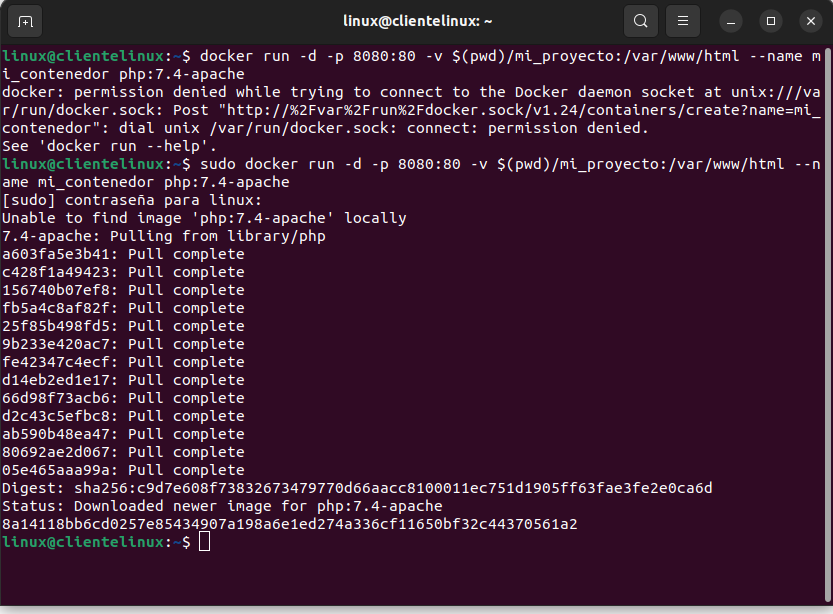 linux@clientelinux: ~
linux@clientelinux:~$ docker run -d -p 8080:80 -v $(pwd)/mi_proyecto:/var/www/html --name m
i_contenedor php:7.4-apache
docker: permission denied while trying to connect to the Docker daemon socket at unix:///va
r/run/docker.sock: Post "http://%2Fvar%2Frun%2Fdocker.sock/v1.24/containers/create?name=mi_
contenedor": dial unix /var/run/docker.sock: connect: permission denied.
See 'docker run --help'.
linux@clientelinux:~$ sudo docker run -d -p 8080:80 -v $(pwd)/mi_proyecto:/var/www/html --n
ame mi_contenedor php:7.4-apache
[sudo] contraseña para linux:
Unable to find image 'php:7.4-apache' locally
7.4-apache: Pulling from library/php
a603fa5e3b41: Pull complete
c428f1a49423: Pull complete
156740b07ef8: Pull complete
fb5a4c8af82f: Pull complete
25f85b498fd5: Pull complete
9b233e420ac7: Pull complete
fe42347c4ecf: Pull complete
d14eb2ed1e17: Pull complete
66d98f73acb6: Pull complete
d2c43c5efbc8: Pull complete
ab590b48ea47: Pull complete
80692ae2d067: Pull complete
05e465aaa99a: Pull complete
Digest: sha256:c9d7e608f73832673479770d66aacc8100011ec751d1905ff63fae3fe2e0ca6d
Status: Downloaded newer image for php:7.4-apache
8a14118bb6cd0257e85434907a198a6e1ed274a336cf11650bf32c44370561a2
linux@clientelinux:~$